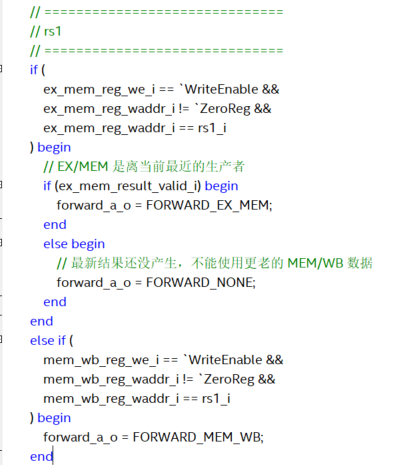 // ==============================
// rs1
// ==============================
if (
ex_mem_reg_we_i == `WriteEnable &&
ex_mem_reg_waddr_i != `ZeroReg &&
ex_mem_reg_waddr_i == rs1_i
) begin
// EX/MEM 是离当前最近的生产者
if (ex_mem_result_valid_i) begin
forward_a_o = FORWARD_EX_MEM;
end
else begin
// 最新结果还没产生，不能使用更老的 MEM/WB 数据
forward_a_o = FORWARD_NONE;
end
end
else if (
mem_wb_reg_we_i == `WriteEnable &&
mem_wb_reg_waddr_i != `ZeroReg &&
mem_wb_reg_waddr_i == rs1_i
) begin
forward_a_o = FORWARD_MEM_WB;
end